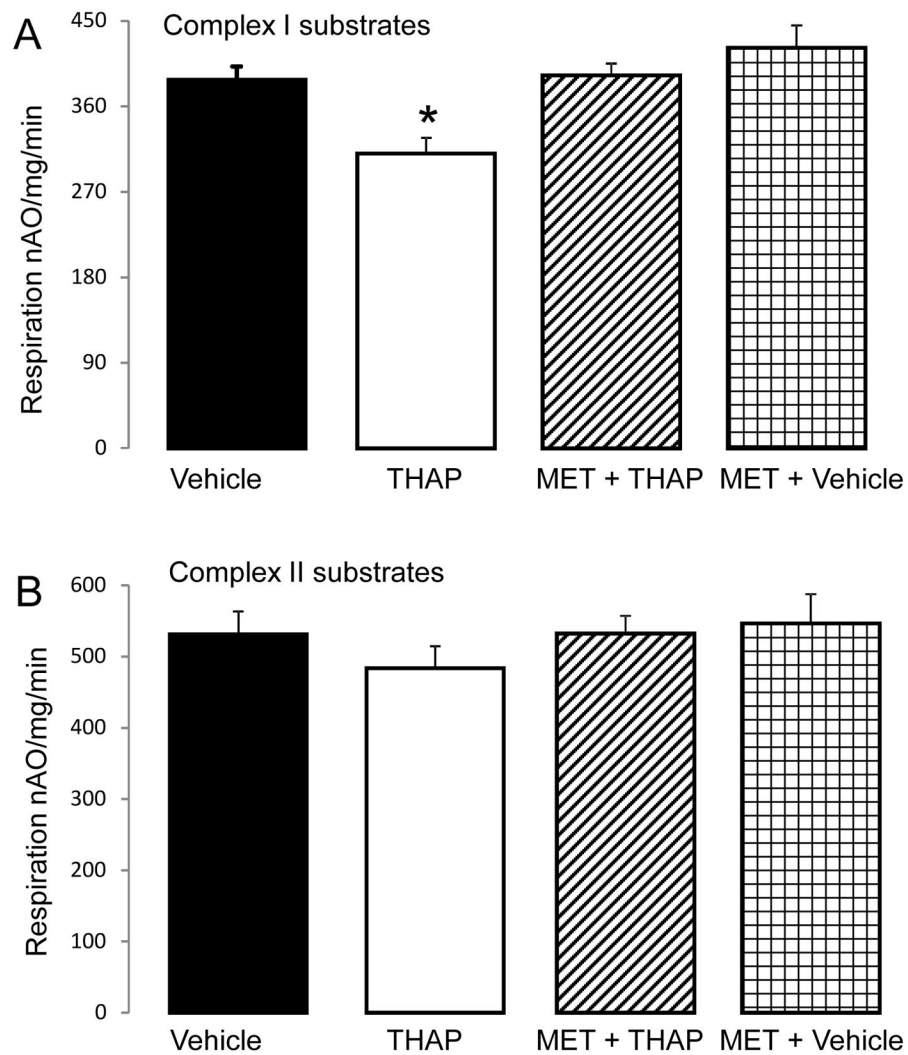 A
Complex I substrates
Respiration nAO/mg/min
450
360
270
180
90
0
*
Vehicle
THAP
MET + THAP
MET + Vehicle
B
Complex II substrates
Respiration nAO/mg/min
600
500
400
300
200
100
0
Vehicle
THAP
MET + THAP
MET + Vehicle